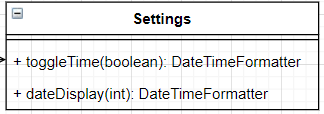 Settings
+ toggleTime(boolean): DateTimeFormatter
+ dateDisplay(int): DateTimeFormatter